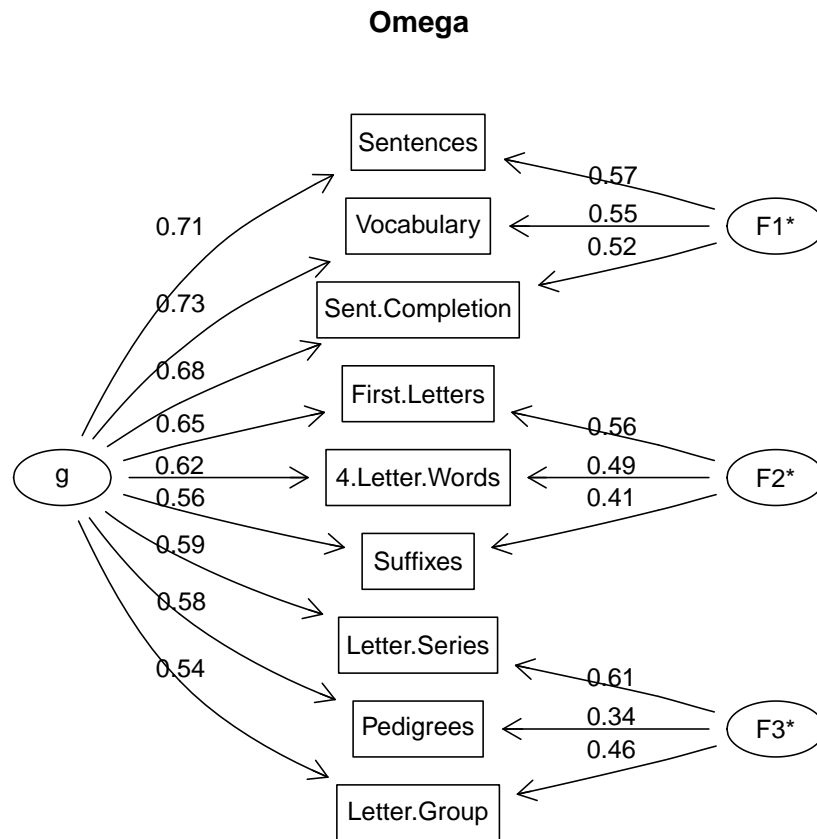 Omega
Sentences
0.57
0.71
Vocabulary
0.55
F1*
0.52
0.73
Sent.Completion
0.68
First.Letters
0.65
0.56
0.62
4.Letter.Words
0.49
g
F2*
0.56
0.41
0.59
Suffixes
0.58
Letter.Series
0.54
0.61
Pedigrees
0.34
F3*
0.46
Letter.Group